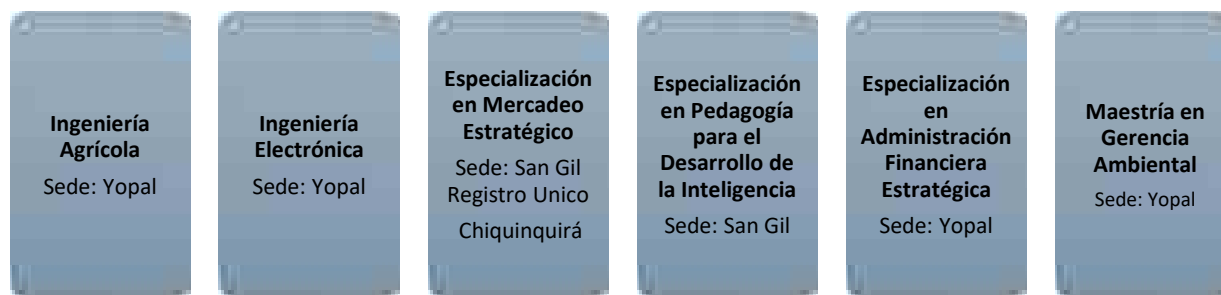 Ingeniería
Agrícola
Sede: Yopal
Ingeniería
Electrónica
Sede: Yopal
Especialización
en Mercadeo
Estratégico
Sede: San Gil
Registro Unico
Chiquinquirá
Especialización
en Pedagogía
para el
Desarrollo de
la Inteligencia
Sede: San Gil
Especialización
en
Administración
Financiera
Estratégica
Sede: Yopal
Maestría en
Gerencia
Ambiental
Sede: Yopal